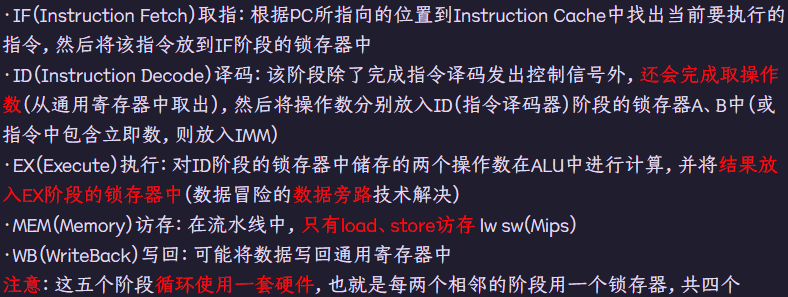 ·IF(Instruction Fetch)取指: 根据PC所指向的位置到Instruction Cache中找出当前要执行的
指令, 然后将该指令放到IF阶段的锁存器中
·ID(Instruction Decode)译码: 该阶段除了完成指令译码发出控制信号外, 还会完成取操作
数(从通用寄存器中取出), 然后将操作数分别放入ID(指令译码器)阶段的锁存器A、B中(或
指令中包含立即数, 则放入IMM)
·EX(Execute)执行: 对ID阶段的锁存器中储存的两个操作数在ALU中进行计算, 并将结果放
入EX阶段的锁存器中(数据冒险的数据旁路技术解决)
·MEM(Memory)访存: 在流水线中, 只有load、store访存 lw sw(Mips)
·WB(WriteBack)写回: 可能将数据写回通用寄存器中
注意: 这五个阶段循环使用一套硬件, 也就是每两个相邻的阶段用一个锁存器, 共四个